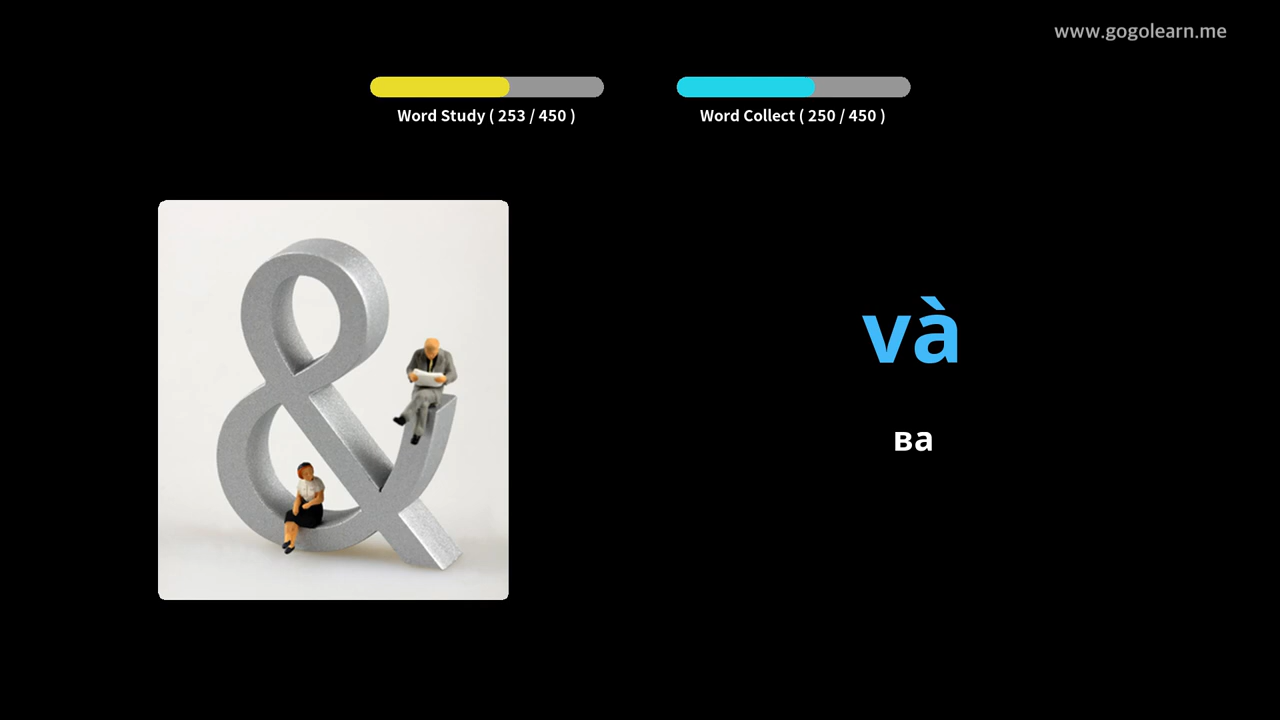 www.gogolearn.me
Word Study ( 253 / 450 )
Word Collect ( 250 / 450 )
&
và
ва